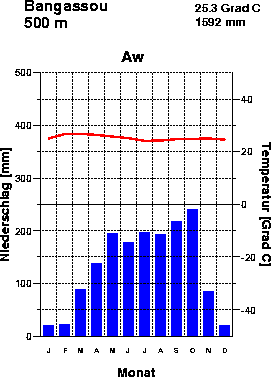 Bangassou
25.3 Grad C
500 m
1592 mm
Aw
Niederschlag [mm]
500
400
300
200
100
0
40
20
0
-20
-40
Temperatur [Grad C]
J F M A M J J A S O N D
Monat